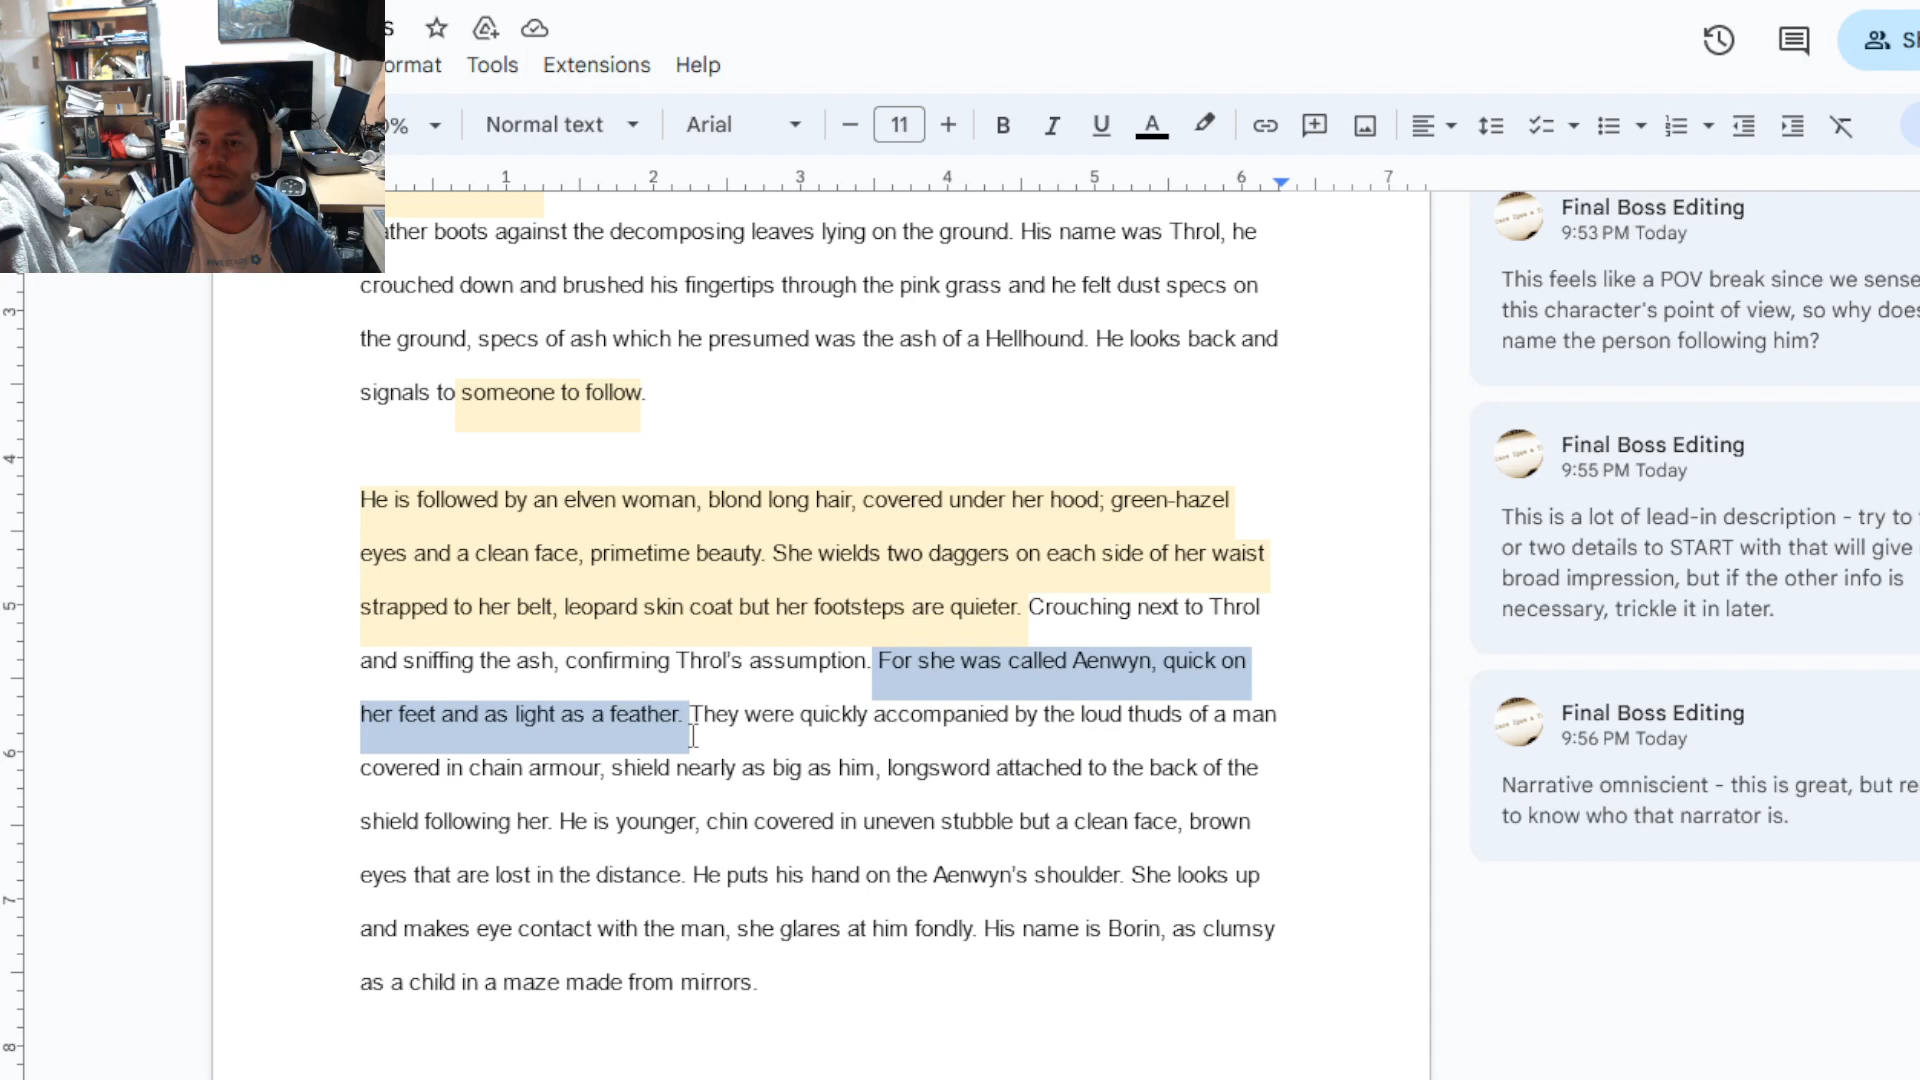 ormat Tools Extensions Help
% Normal text Arial 11 B I U A
1 2 3 4 5 6 7
ather boots against the decomposing leaves lying on the ground. His name was Throl, he
crouched down and brushed his fingertips through the pink grass and he felt dust specs on
the ground, specs of ash which he presumed was the ash of a Hellhound. He looks back and
signals to someone to follow.
He is followed by an elven woman, blond long hair, covered under her hood; green-hazel
eyes and a clean face, primetime beauty. She wields two daggers on each side of her waist
strapped to her belt, leopard skin coat but her footsteps are quieter. Crouching next to Throl
and sniffing the ash, confirming Throl's assumption. For she was called Aenwyn, quick on
her feet and as light as a feather. They were quickly accompanied by the loud thuds of a man
covered in chain armour, shield nearly as big as him, longsword attached to the back of the
shield following her. He is younger, chin covered in uneven stubble but a clean face, brown
eyes that are lost in the distance. He puts his hand on the Aenwyn's shoulder. She looks up
and makes eye contact with the man, she glares at him fondly. His name is Borin, as clumsy
as a child in a maze made from mirrors.
3
4
5
6
7
8
Final Boss Editing
9:53 PM Today
This feels like a POV break since we sense
this character's point of view, so why does
name the person following him?
Final Boss Editing
9:55 PM Today
This is a lot of lead-in description - try to
or two details to START with that will give
broad impression, but if the other info is
necessary, trickle it in later.
Final Boss Editing
9:56 PM Today
Narrative omniscient - this is great, but re
to know who that narrator is.